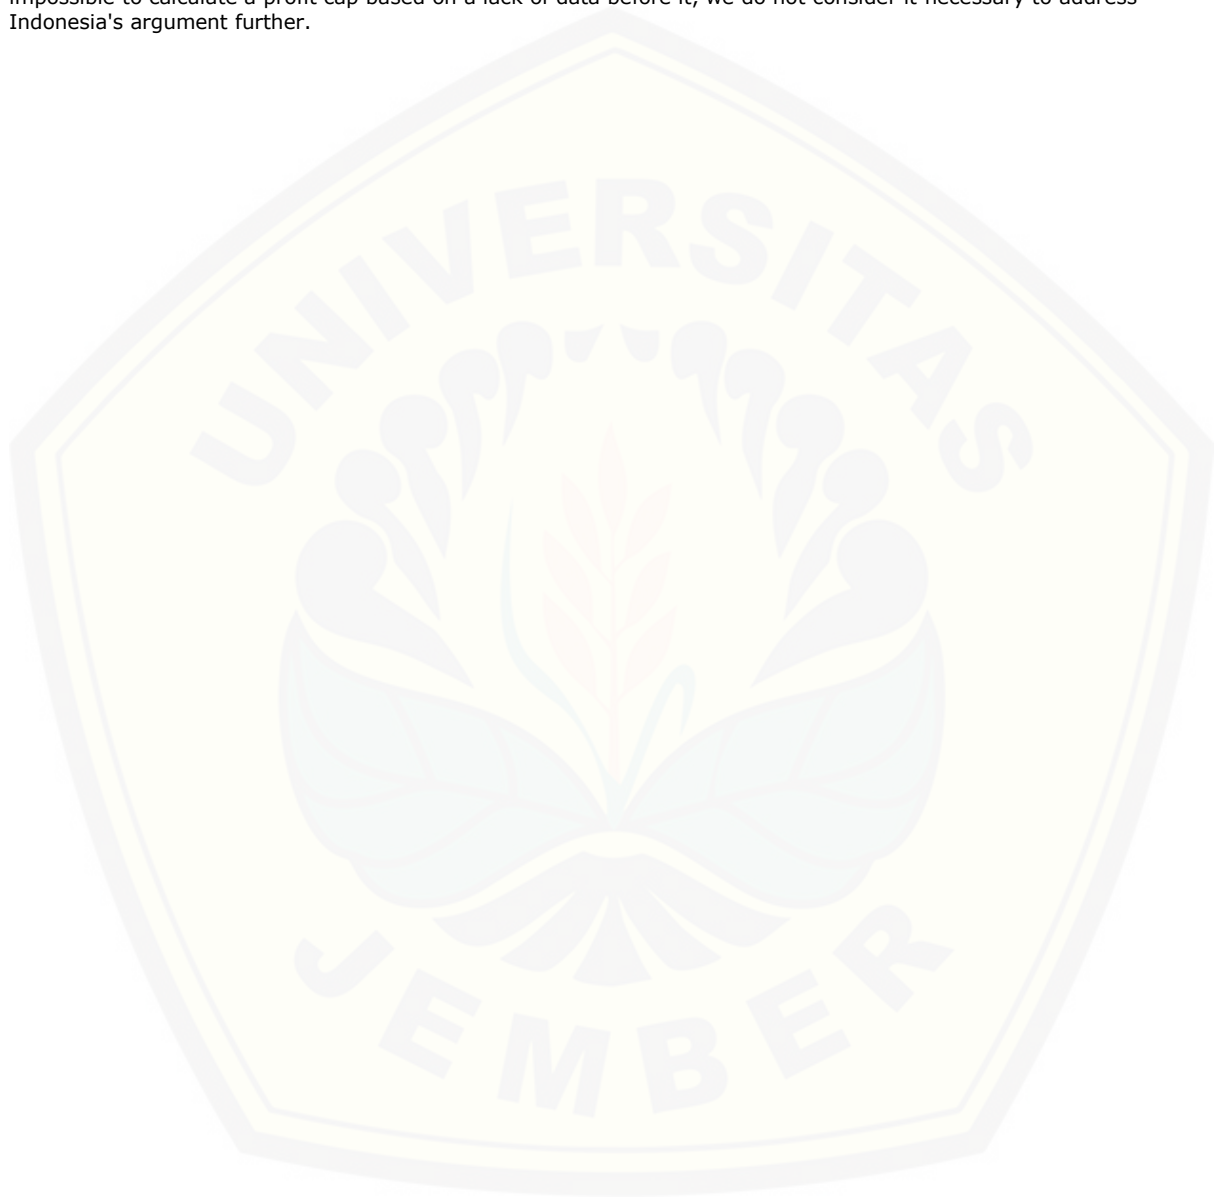 impossible to calculate a profit cap based on a lack of data before it, we do not consider it necessary to address
Indonesia's argument further.
UNIVERSITAS
JEMBER